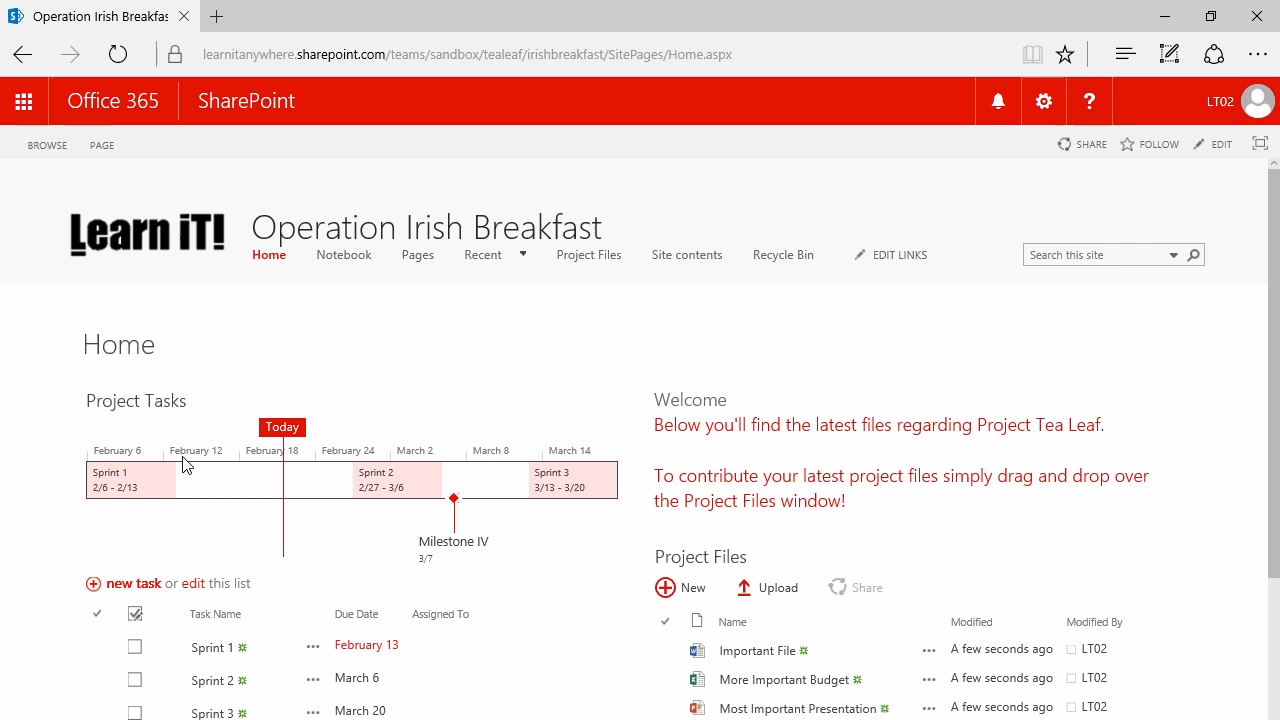 Operation Irish Breakfas
learnitanywhere.sharepoint.com/teams/sandbox/tealeaf/irishbreakfast/SitePages/Home.aspx
Office 365 SharePoint ? LT02
BROWSE PAGE SHARE FOLLOW EDIT
Learn iT! Operation Irish Breakfast
Home Notebook Pages Recent Project Files Site contents Recycle Bin EDIT LINKS Search this site
Home
Project Tasks
Today
February 6 February 12 February 18 February 24 March 2 March 8 March 14
Sprint 1 Sprint 2 Sprint 3
2/6 - 2/13 2/27 - 3/6 3/13 - 3/20
Milestone IV
3/7
new task or edit this list
Task Name Due Date Assigned To
Sprint 1 February 13
Sprint 2 March 6
Sprint 3 March 20
Welcome
Below you'll find the latest files regarding Project Tea Leaf.
To contribute your latest project files simply drag and drop over
the Project Files window!
Project Files
New Upload Share
Name Modified Modified By
Important File A few seconds ago LT02
More Important Budget A few seconds ago LT02
Most Important Presentation A few seconds ago LT02